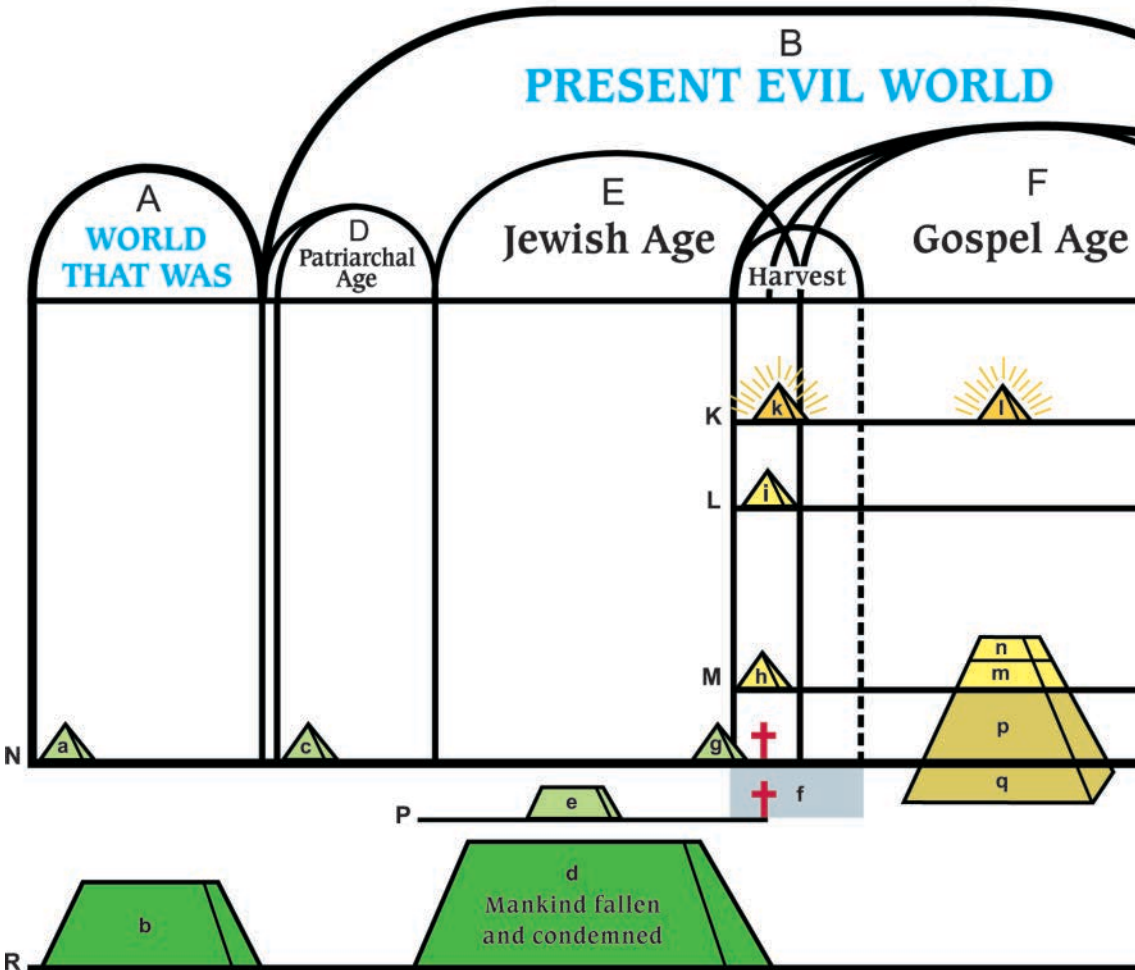 B
PRESENT EVIL WORLD
A
WORLD
THAT WAS
D
Patriarchal
Age
E
Jewish Age
F
Gospel Age
Harvest
K
k
l
L
i
n
m
M
h
p
N
a
c
g
q
f
P
e
d
Mankind fallen
and condemned
b
R